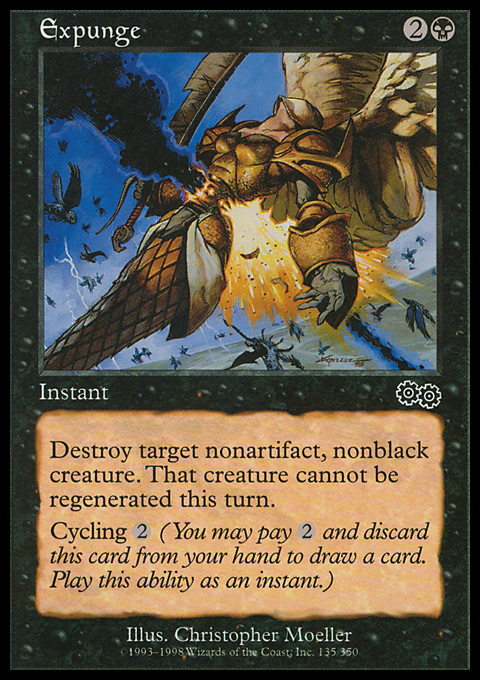 Expunge 2
Instant
Destroy target nonartifact, nonblack
creature. That creature cannot be
regenerated this turn.
Cycling 2 (You may pay 2 and discard
this card from your hand to draw a card.
Play this ability as an instant.)
Illus. Christopher Moeller
©1993–1998 Wizards of the Coast, Inc. 135/350